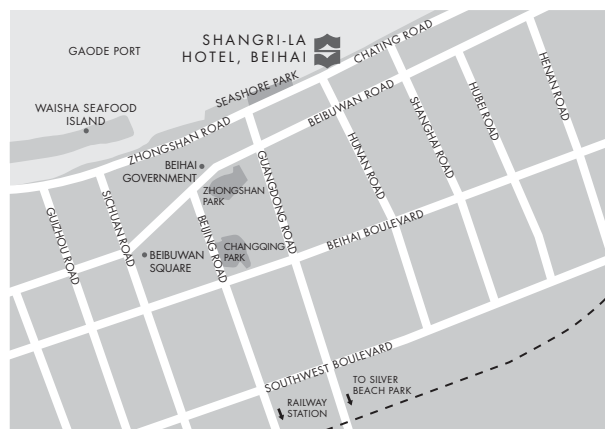 SHANGRI-LA
HOTEL, BEIHAI
GAODE PORT
CHATING ROAD
SEASHORE PARK
WAISHA SEAFOOD
ISLAND
ZHONGSHAN ROAD
BEIBUWAN ROAD
HENAN ROAD
HUBEI ROAD
SHANGHAI ROAD
HUNAN ROAD
BEIHAI
GOVERNMENT
ZHONGSHAN
PARK
GUANGDONG ROAD
GUIZHOU ROAD
SICHUAN ROAD
BEIJING ROAD
BEIHAI BOULEVARD
CHANGQING
PARK
BEIBUWAN
SQUARE
SOUTHWEST BOULEVARD
TO SILVER
BEACH PARK
RAILWAY
STATION